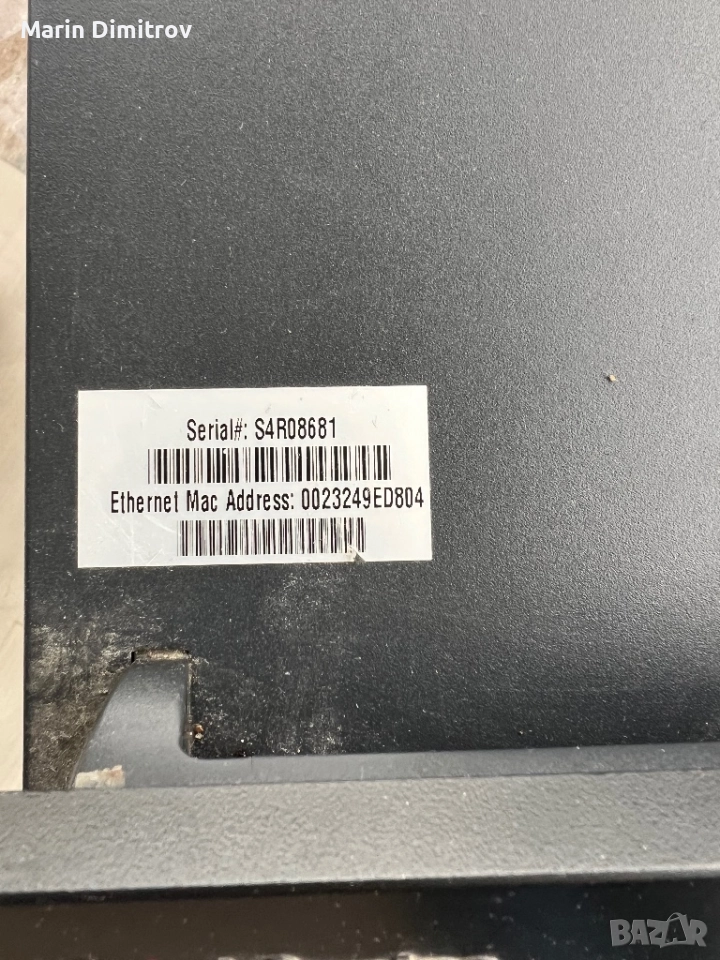 Marin Dimitrov
Serial#: S4R08681
Ethernet Mac Address: 0023249ED804
BAZAR